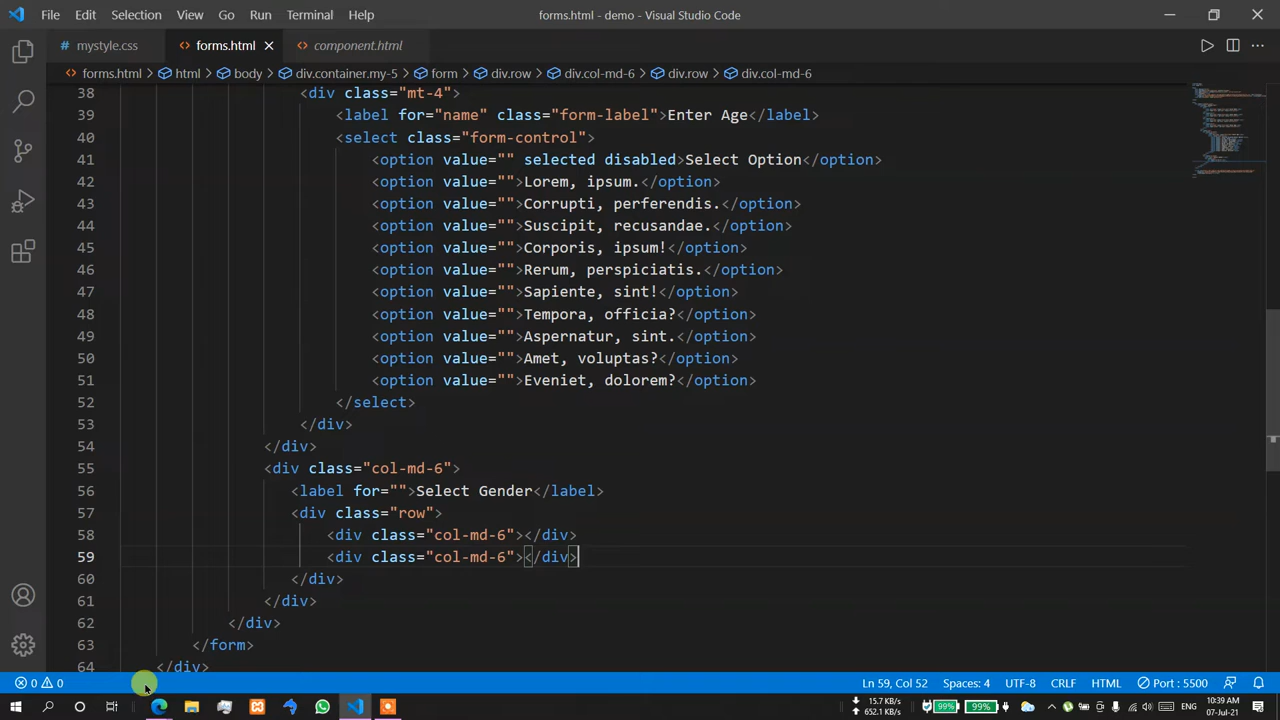 File Edit Selection View Go Run Terminal Help forms.html - demo - Visual Studio Code
# mystyle.css <> forms.html <> component.html
<> forms.html > html > body > div.container.my-5 > form > div.row > div.col-md-6 > div.row > div.col-md-6
38 <div class="mt-4">
39 <label for="name" class="form-label">Enter Age</label>
40 <select class="form-control">
41 <option value="" selected disabled>Select Option</option>
42 <option value="">Lorem, ipsum.</option>
43 <option value="">Corrupti, perferendis.</option>
44 <option value="">Suscipit, recusandae.</option>
45 <option value="">Corporis, ipsum!</option>
46 <option value="">Rerum, perspiciatis.</option>
47 <option value="">Sapiente, sint!</option>
48 <option value="">Tempora, officia?</option>
49 <option value="">Aspernatur, sint.</option>
50 <option value="">Amet, voluptas?</option>
51 <option value="">Eveniet, dolorem?</option>
52 </select>
53 </div>
54 </div>
55 <div class="col-md-6">
56 <label for="">Select Gender</label>
57 <div class="row">
58 <div class="col-md-6"></div>
59 <div class="col-md-6"></div>
60 </div>
61 </div>
62 </div>
63 </form>
64 </div>
0 0 Ln 59, Col 52 Spaces: 4 UTF-8 CRLF HTML Port : 5500
15.7 KB/s 10:39 AM
652.1 KB/s 99% 99% ENG
07-Jul-21